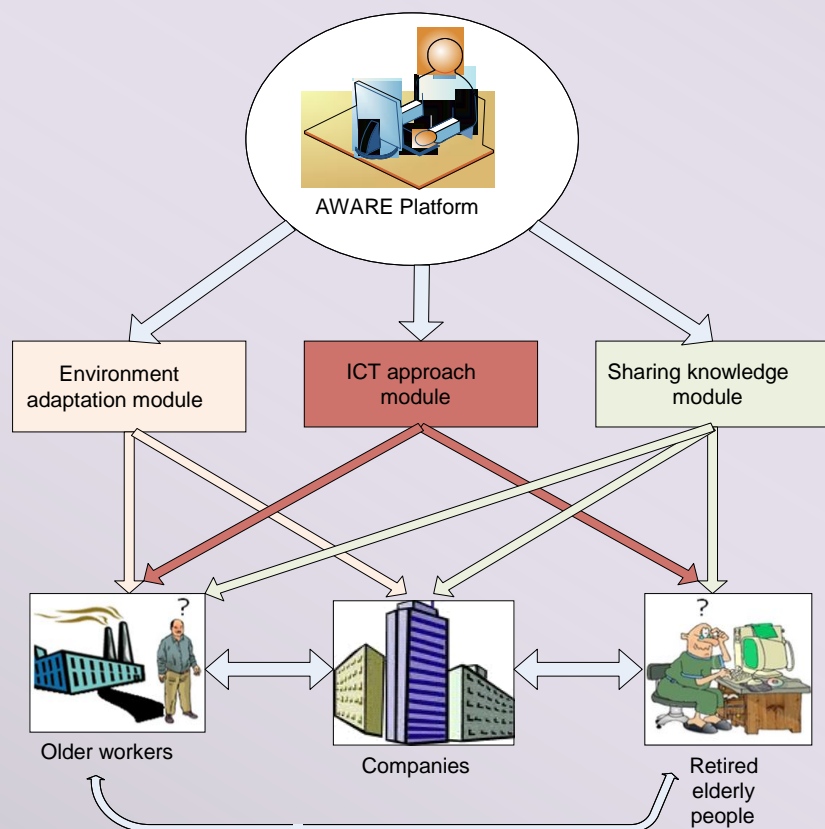 AWARE Platform
Environment
adaptation module
ICT approach
module
Sharing knowledge
module
?
?
Older workers
Companies
Retired
elderly
people